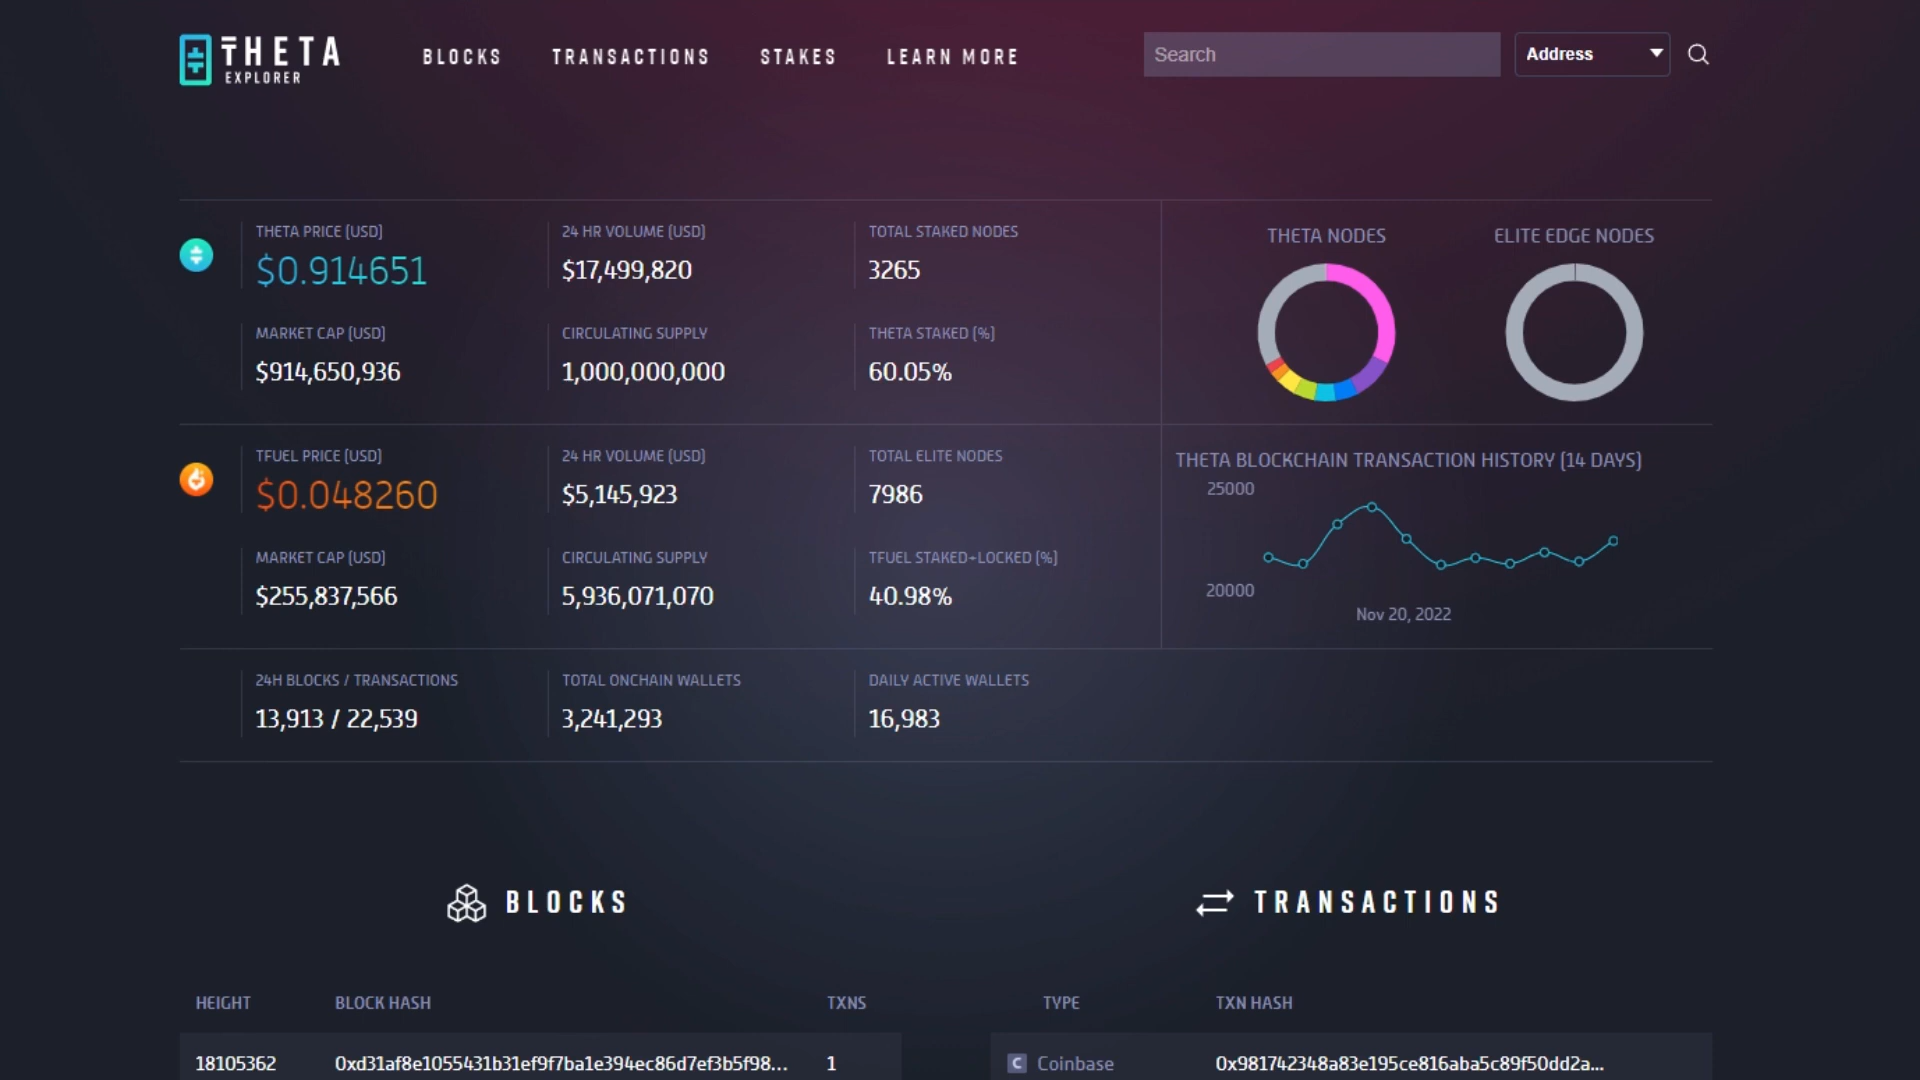 THETA
EXPLORER
BLOCKS
TRANSACTIONS
STAKES
LEARN MORE
Search
Address
THETA PRICE (USD)
$0.914651
24 HR VOLUME (USD)
$17,499,820
TOTAL STAKED NODES
3265
MARKET CAP (USD)
$914,650,936
CIRCULATING SUPPLY
1,000,000,000
THETA STAKED (%)
60.05%
THETA NODES
ELITE EDGE NODES
TFUEL PRICE (USD)
$0.048260
24 HR VOLUME (USD)
$5,145,923
TOTAL ELITE NODES
7986
MARKET CAP (USD)
$255,837,566
CIRCULATING SUPPLY
5,936,071,070
TFUEL STAKED+LOCKED (%)
40.98%
THETA BLOCKCHAIN TRANSACTION HISTORY (14 DAYS)
25000
20000
Nov 20, 2022
24H BLOCKS / TRANSACTIONS
13,913 / 22,539
TOTAL ONCHAIN WALLETS
3,241,293
DAILY ACTIVE WALLETS
16,983
BLOCKS
HEIGHT
BLOCK HASH
TXNS
18105362
0xd31af8e1055431b31ef9f7ba1e394ec86d7ef3b5f98...
1
TRANSACTIONS
TYPE
TXN HASH
C
Coinbase
0x981742348a83e195ce816aba5c89f50dd2a...